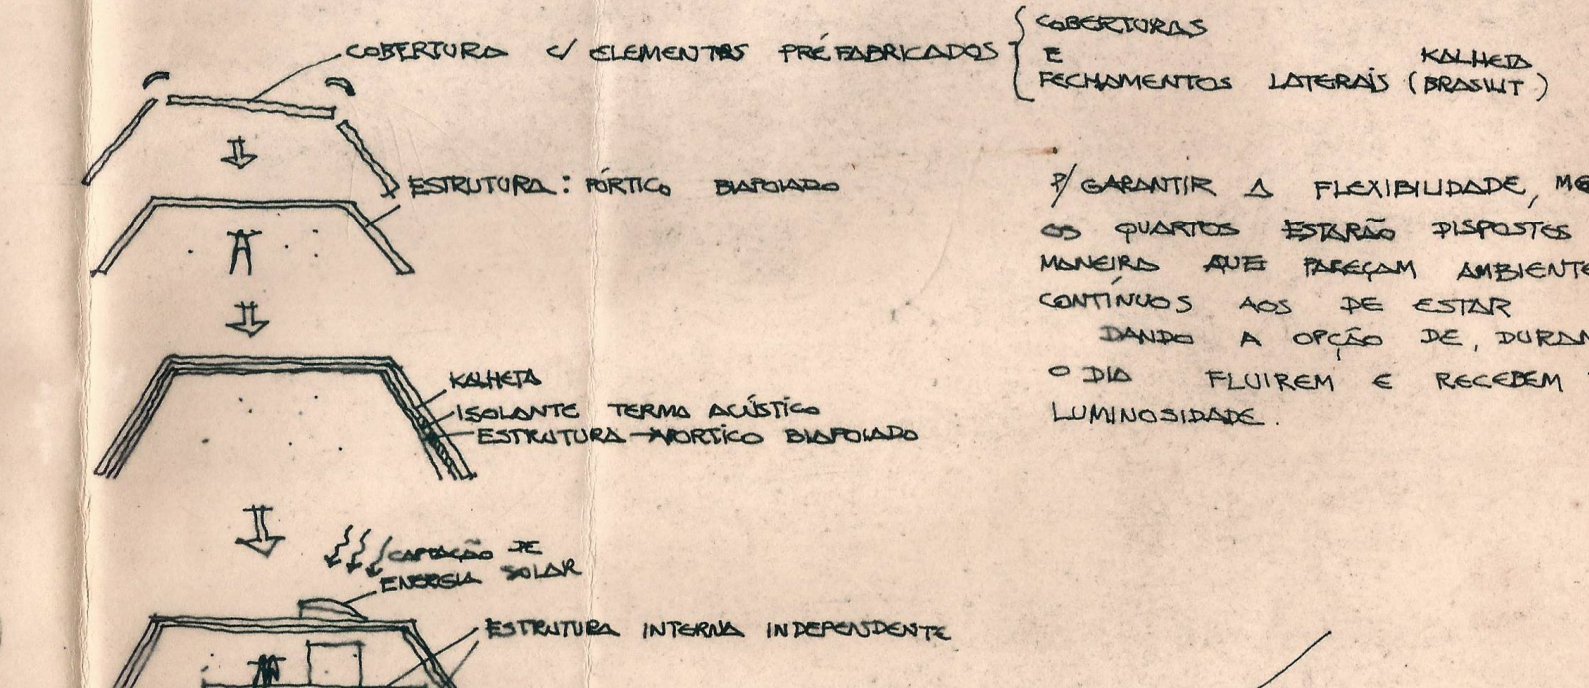 COBERTURA C/ ELEMENTOS PRÉ FABRICADOS
COBERTURAS
E
FECHAMENTOS LATERAIS (
KALHETA
BRASILIT )
ESTRUTURA: PÓRTICO BIAPOIADO
KALHETA
ISOLANTE TERMO ACÚSTICO
ESTRUTURA → PORTICO BIAPOIADO
CAPTAÇÃO DE
ENERGIA SOLAR
ESTRUTURA INTERNA INDEPENDENTE
P/ GARANTIR A FLEXIBILIDADE,
OS QUARTOS ESTARÃO DISPOSTOS
MANEIRA QUE PAREÇAM AMBIENTE
CONTÍNUOS AOS DE ESTAR
DANDO A OPÇÃO DE, DURAN
O DIA FLUIREM E RECEBEM
LUMINOSIDADE.